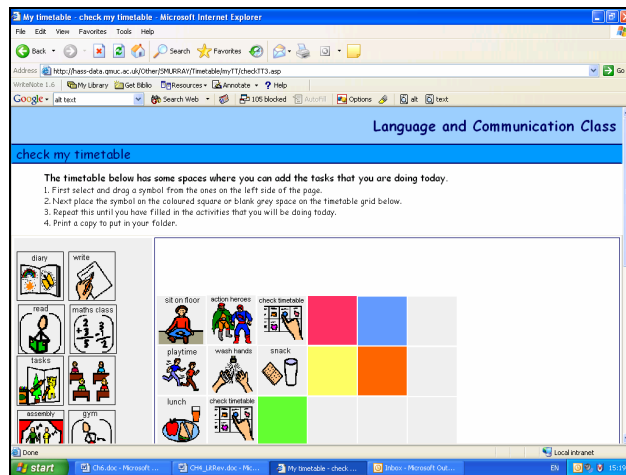 My timetable - check my timetable - Microsoft Internet Explorer
File Edit View Favorites Tools Help
Back Search Favorites
Address http://hass-data.qmuc.ac.uk/Other/SMURRAY/Timetable/myTT/checkTT3.asp Go
WriteNote 1.6 My Library Get Biblio Resources Annotate ? Help
Google alt text Search Web 105 blocked AutoFill Options alt text
Language and Communication Class
check my timetable
The timetable below has some spaces where you can add the tasks that you are doing today.
1. First select and drag a symbol from the ones on the left side of the page.
2. Next place the symbol on the coloured square or blank grey space on the timetable grid below.
3. Repeat this until you have filled in the activities that you will be doing today.
4. Print a copy to put in your folder.
diary write
read maths class
tasks
assembly gym
sit on floor action heroes check timetable
playtime wash hands snack
lunch check timetable
Done Local intranet
start Ch6.doc - Microsoft ... CH4_LitRev.doc - Mic... My timetable - check ... Inbox - Microsoft Out... EN 15:19